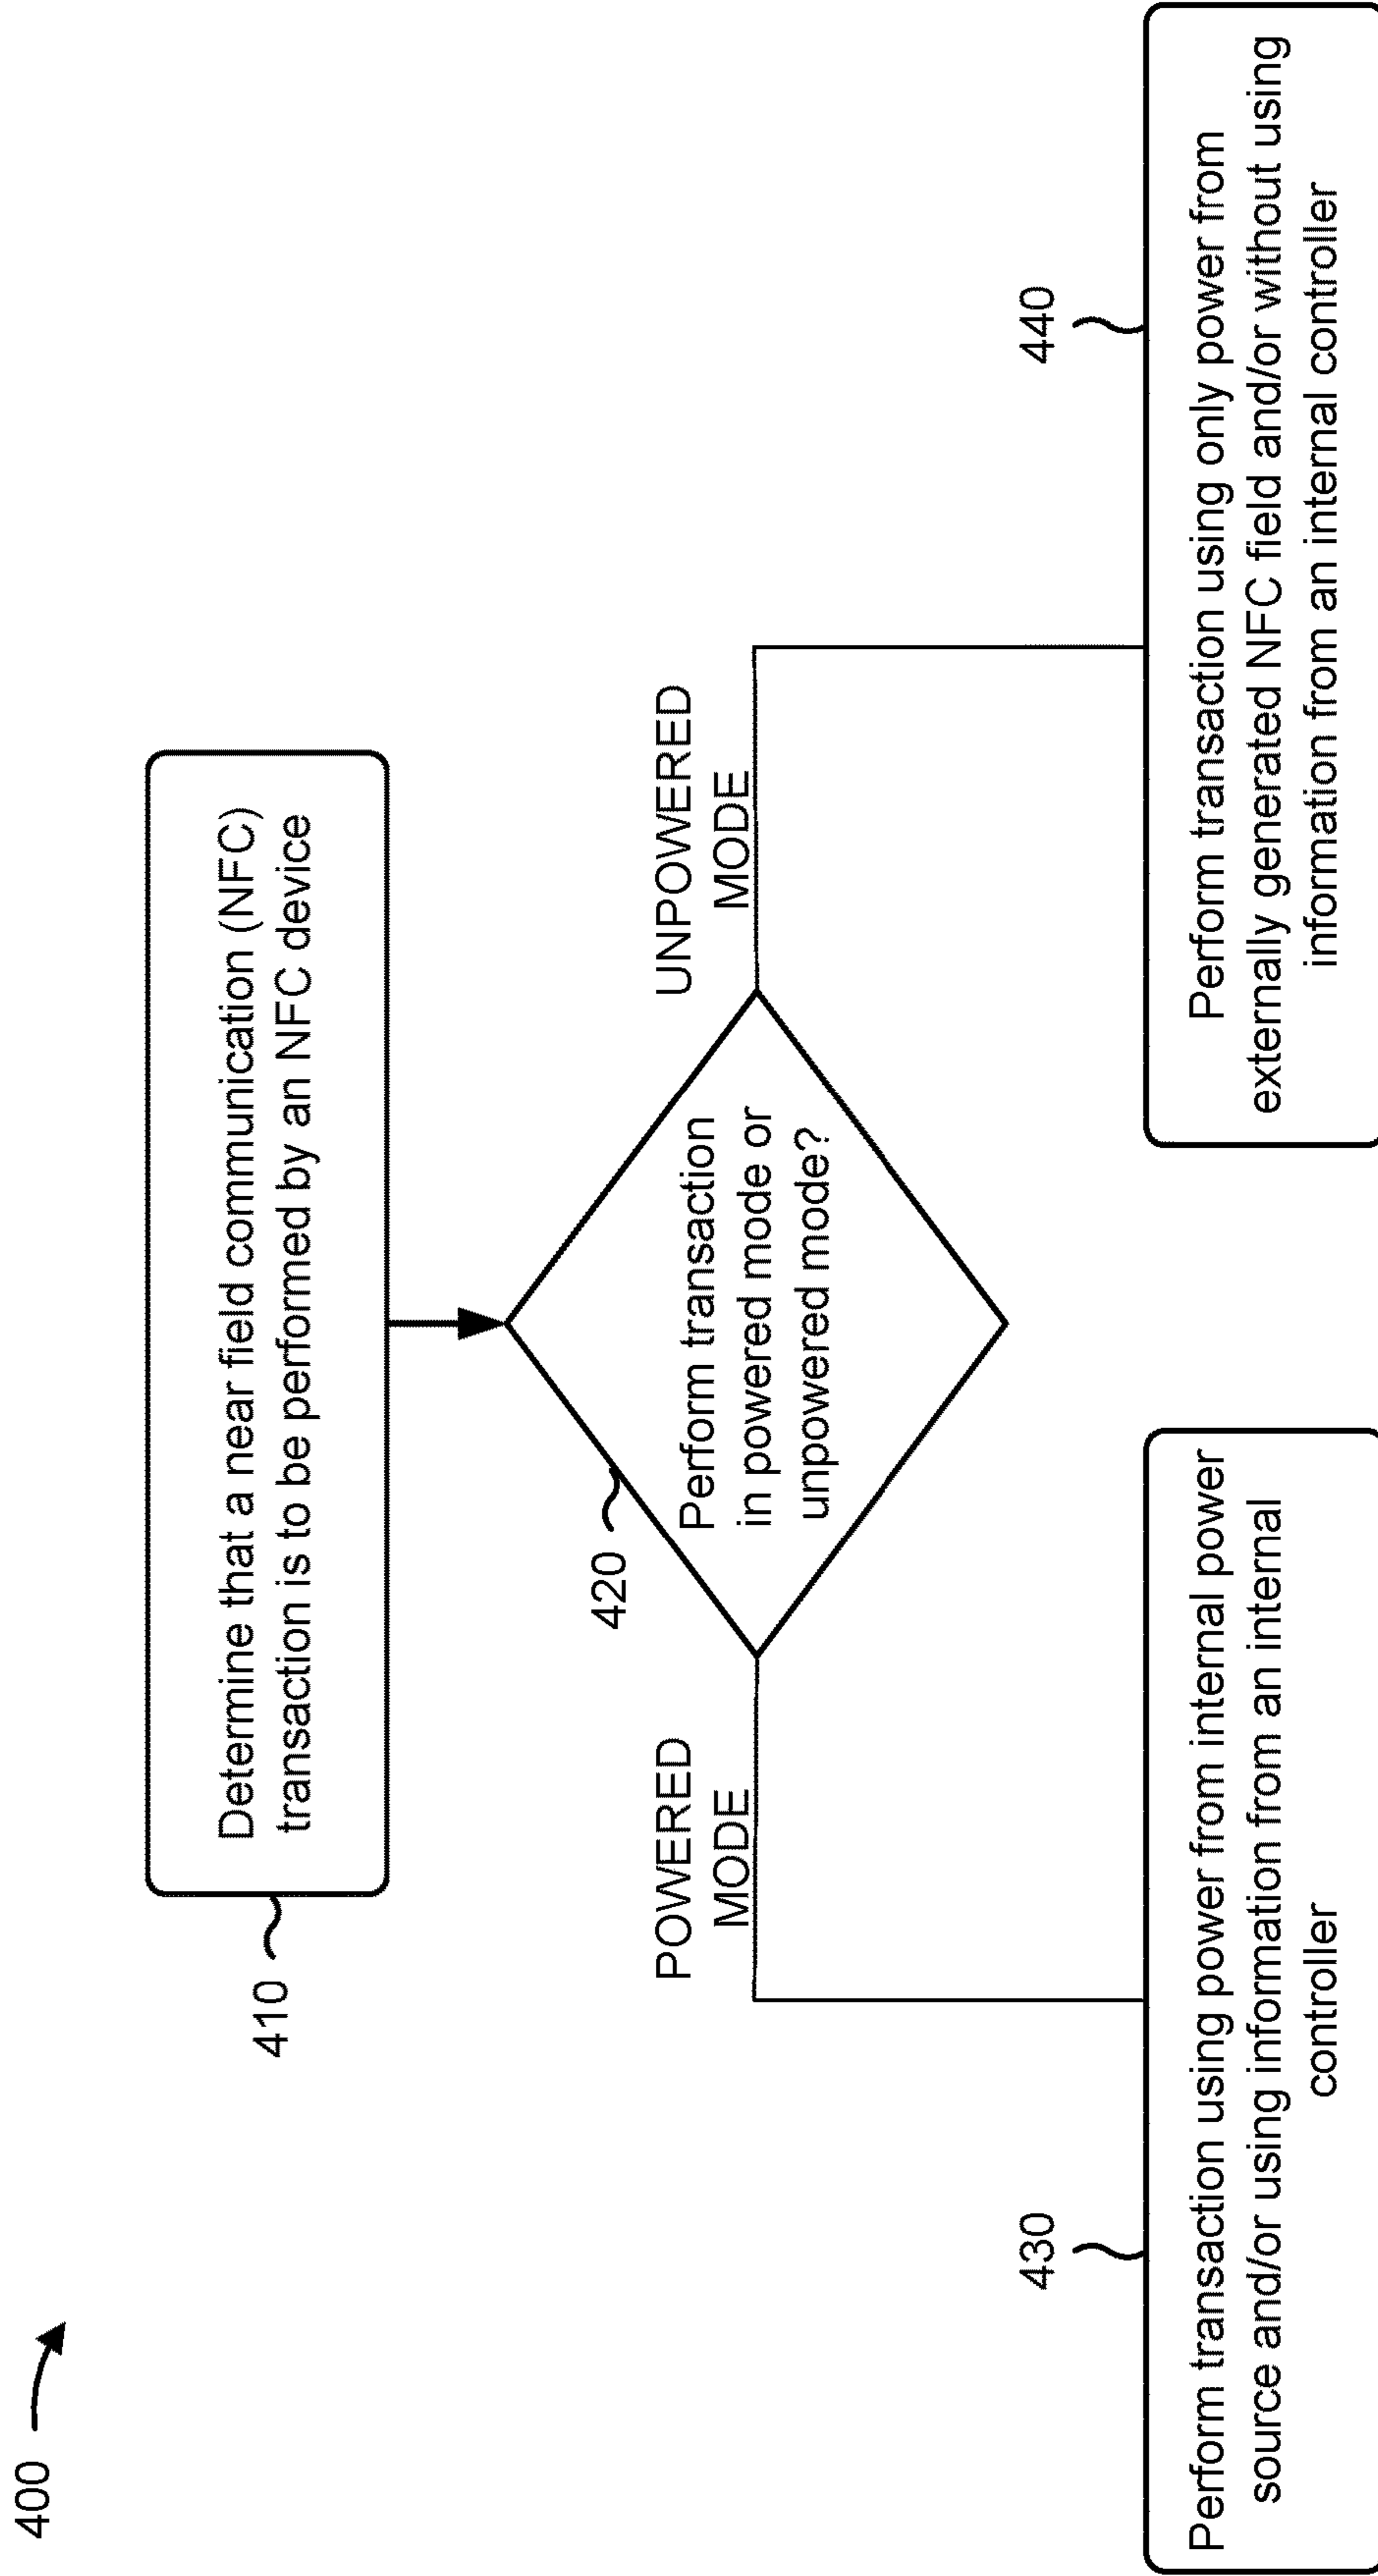 400
410
Determine that a near field communication (NFC)
transaction is to be performed by an NFC device
420
Perform transaction
in powered mode or
unpowered mode?
POWERED
MODE
UNPOWERED
MODE
430
Perform transaction using power from internal power
source and/or using information from an internal
controller
440
Perform transaction using only power from
externally generated NFC field and/or without using
information from an internal controller